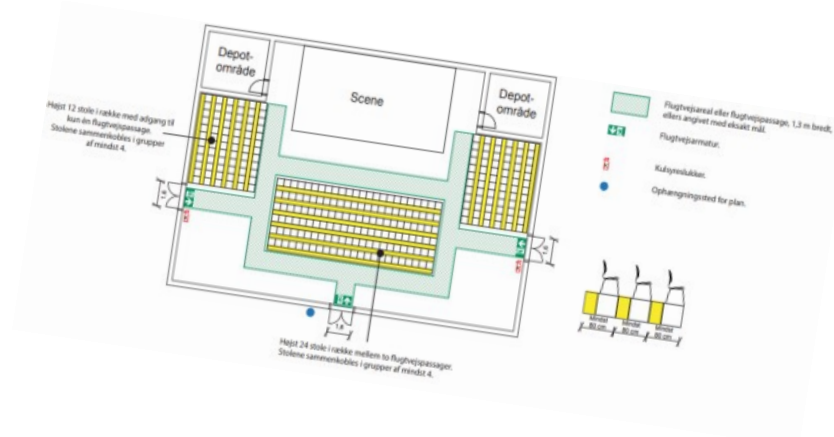 Depot-
område
Scene
Depot-
område
Højst 12 stole i række med adgang til
kun én flugtvejspassage.
Stolene sammenkobles i grupper
af mindst 4.
1,6
1,6
1,6
Højst 24 stole i række mellem to flugtvejspassager.
Stolene sammenkobles i grupper af mindst 4.
Flugtvejsareal eller flugtvejspassage, 1,3 m bredt,
ellers angivet med eksakt mål.
Flugtvejsarmatur.
Kulsyreslukker.
Ophængningssted for plan.
Mindst
80 cm
Mindst
80 cm
Mindst
80 cm